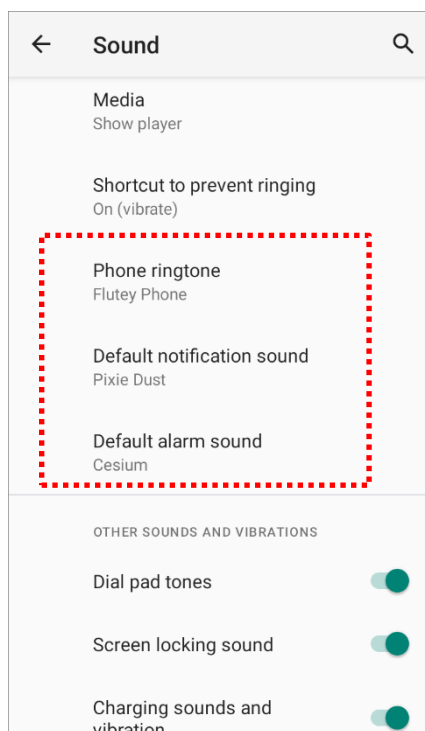 Sound
Media
Show player
Shortcut to prevent ringing
On (vibrate)
Phone ringtone
Flutey Phone
Default notification sound
Pixie Dust
Default alarm sound
Cesium
OTHER SOUNDS AND VIBRATIONS
Dial pad tones
Screen locking sound
Charging sounds and
vibration